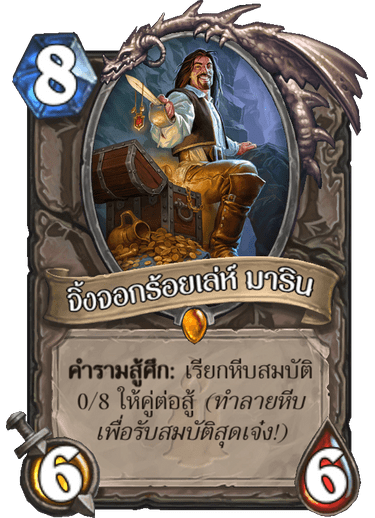 8
จิ้งจอกร้อยเล่ห์ มาริน
คำรามสู้ศึก: เรียกหีบสมบัติ
0/8 ให้คู่ต่อสู้ (ทำลายหีบ
เพื่อรับสมบัติสุดเจ๋ง!)
6
6